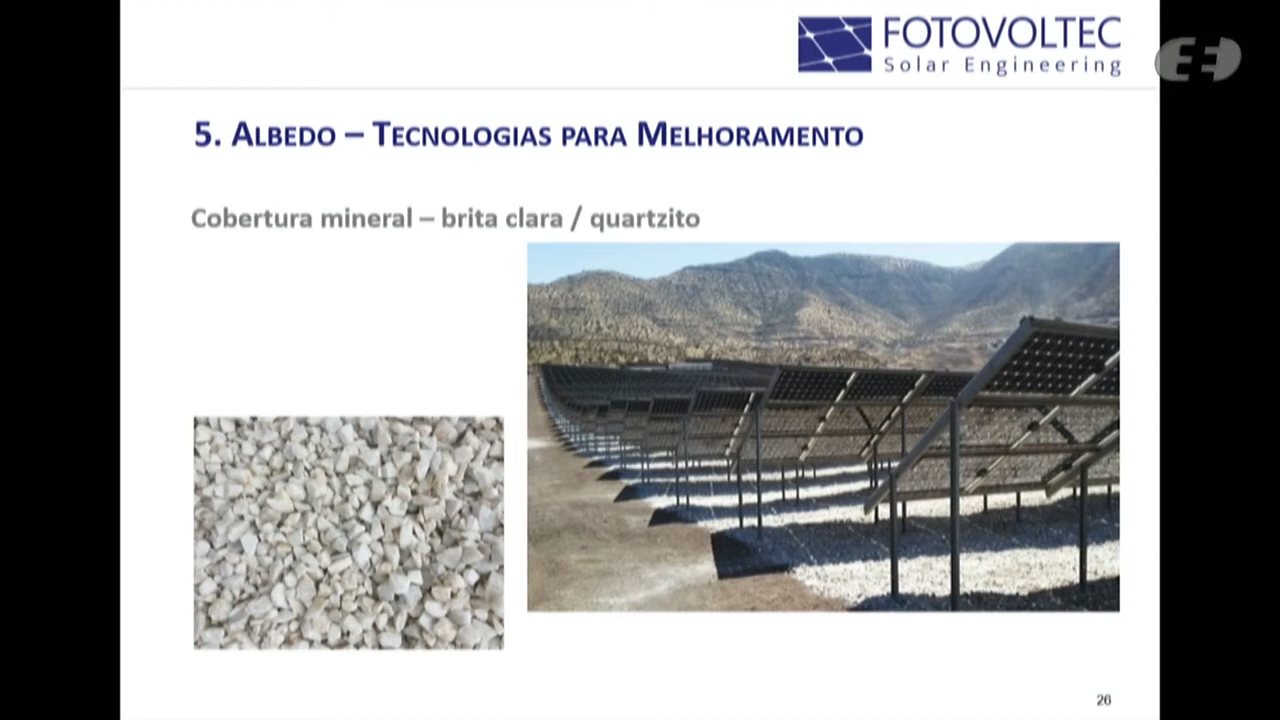 FOTOVOLTEC
Solar Engineering
5. ALBEDO – TECNOLOGIAS PARA MELHORAMENTO
Cobertura mineral – brita clara / quartzito
26